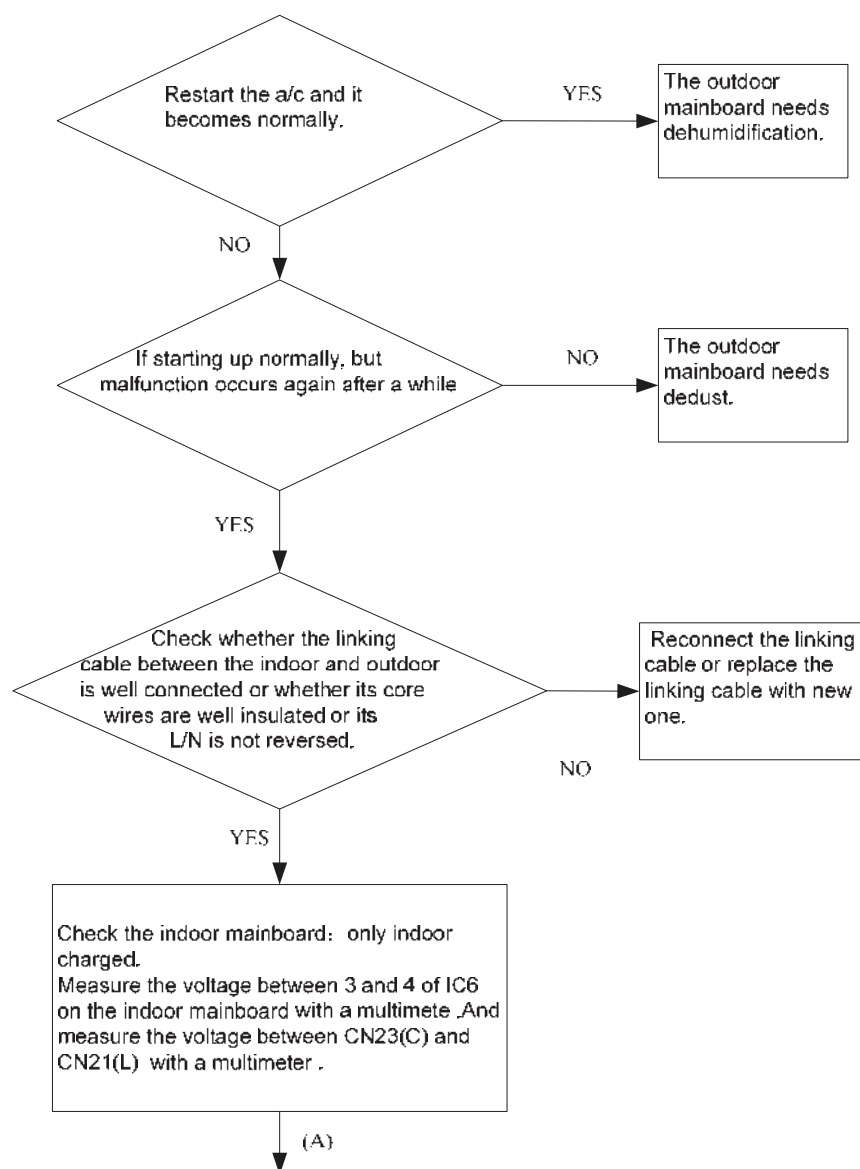 Restart the a/c and it
becomes normally.
YES
The outdoor
mainboard needs
dehumidification.
NO
If starting up normally, but
malfunction occurs again after a while
NO
The outdoor
mainboard needs
dedust.
YES
Check whether the linking
cable between the indoor and outdoor
is well connected or whether its core
wires are well insulated or its
L/N is not reversed.
Reconnect the linking
cable or replace the
linking cable with new
one.
NO
YES
Check the indoor mainboard: only indoor
charged.
Measure the voltage between 3 and 4 of IC6
on the indoor mainboard with a multimete .And
measure the voltage between CN23(C) and
CN21(L) with a multimeter .
(A)